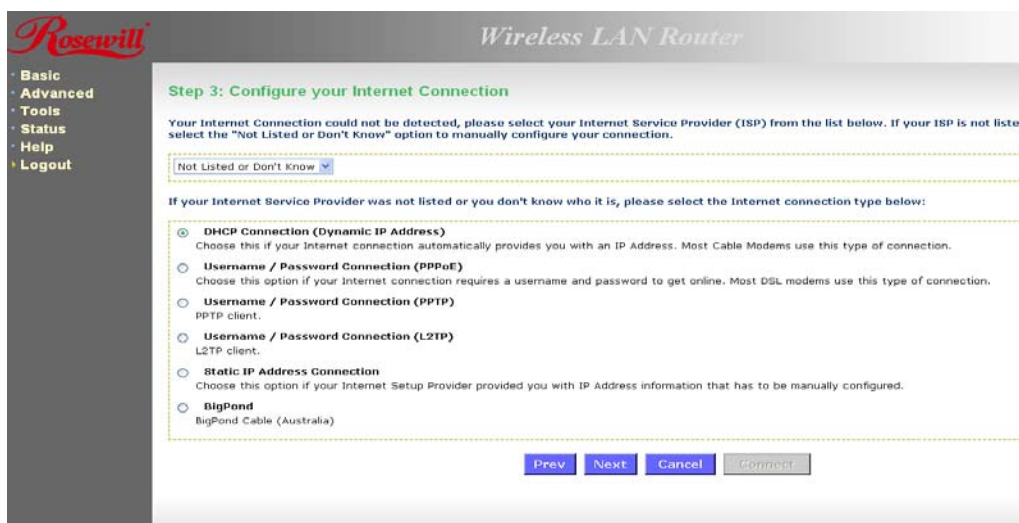 Rosewill
Wireless LAN Router
Basic
Advanced
Tools
Status
Help
Logout
Step 3: Configure your Internet Connection
Your Internet Connection could not be detected, please select your Internet Service Provider (ISP) from the list below. If your ISP is not liste
select the "Not Listed or Don't Know" option to manually configure your connection.
Not Listed or Don't Know
If your Internet Service Provider was not listed or you don't know who it is, please select the Internet connection type below:
DHCP Connection (Dynamic IP Address)
Choose this if your Internet connection automatically provides you with an IP Address. Most Cable Modems use this type of connection.
Username / Password Connection (PPPoE)
Choose this option if your Internet connection requires a username and password to get online. Most DSL modems use this type of connection.
Username / Password Connection (PPTP)
PPTP client.
Username / Password Connection (L2TP)
L2TP client.
Static IP Address Connection
Choose this option if your Internet Setup Provider provided you with IP Address information that has to be manually configured.
BigPond
BigPond Cable (Australia)
Prev Next Cancel Connect